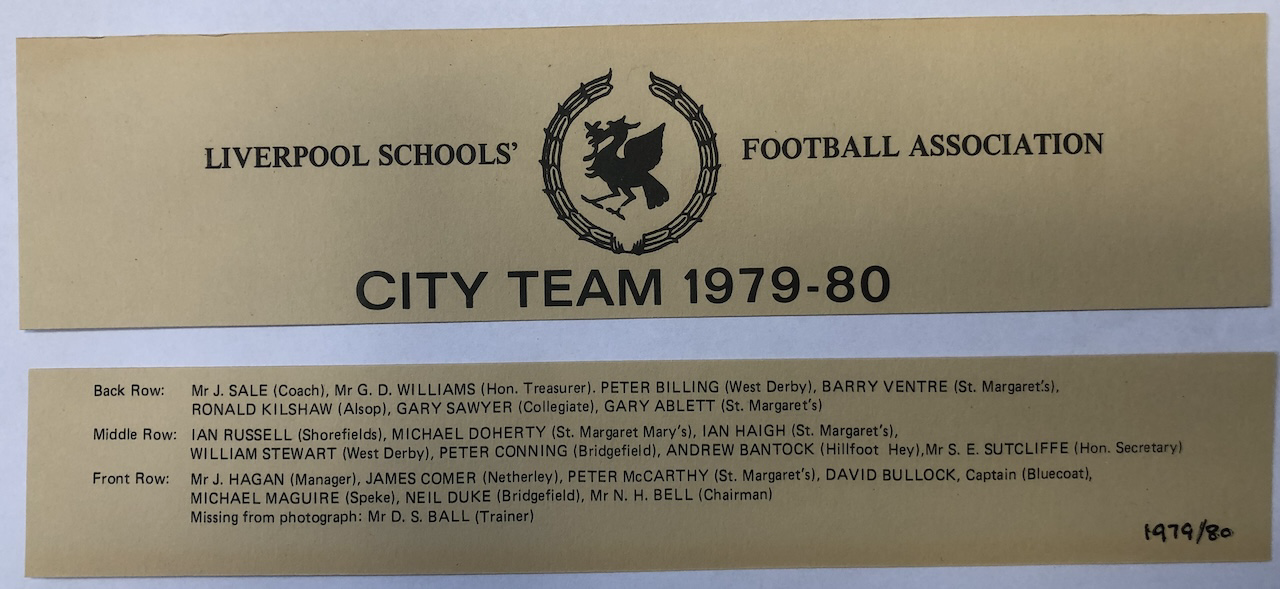 LIVERPOOL SCHOOLS' FOOTBALL ASSOCIATION
CITY TEAM 1979-80
Back Row: Mr J. SALE (Coach), Mr G. D. WILLIAMS (Hon. Treasurer). PETER BILLING (West Derby), BARRY VENTRE (St. Margaret's),
RONALD KILSHAW (Alsop), GARY SAWYER (Collegiate), GARY ABLETT (St. Margaret's)
Middle Row: IAN RUSSELL (Shorefields), MICHAEL DOHERTY (St. Margaret Mary's), IAN HAIGH (St. Margaret's),
WILLIAM STEWART (West Derby), PETER CONNING (Bridgefield), ANDREW BANTOCK (Hillfoot Hey),Mr S. E. SUTCLIFFE (Hon. Secretary)
Front Row: Mr J. HAGAN (Manager), JAMES COMER (Netherley), PETER McCARTHY (St. Margaret's), DAVID BULLOCK, Captain (Bluecoat),
MICHAEL MAGUIRE (Speke), NEIL DUKE (Bridgefield), Mr N. H. BELL (Chairman)
Missing from photograph: Mr D. S. BALL (Trainer)
1979/80